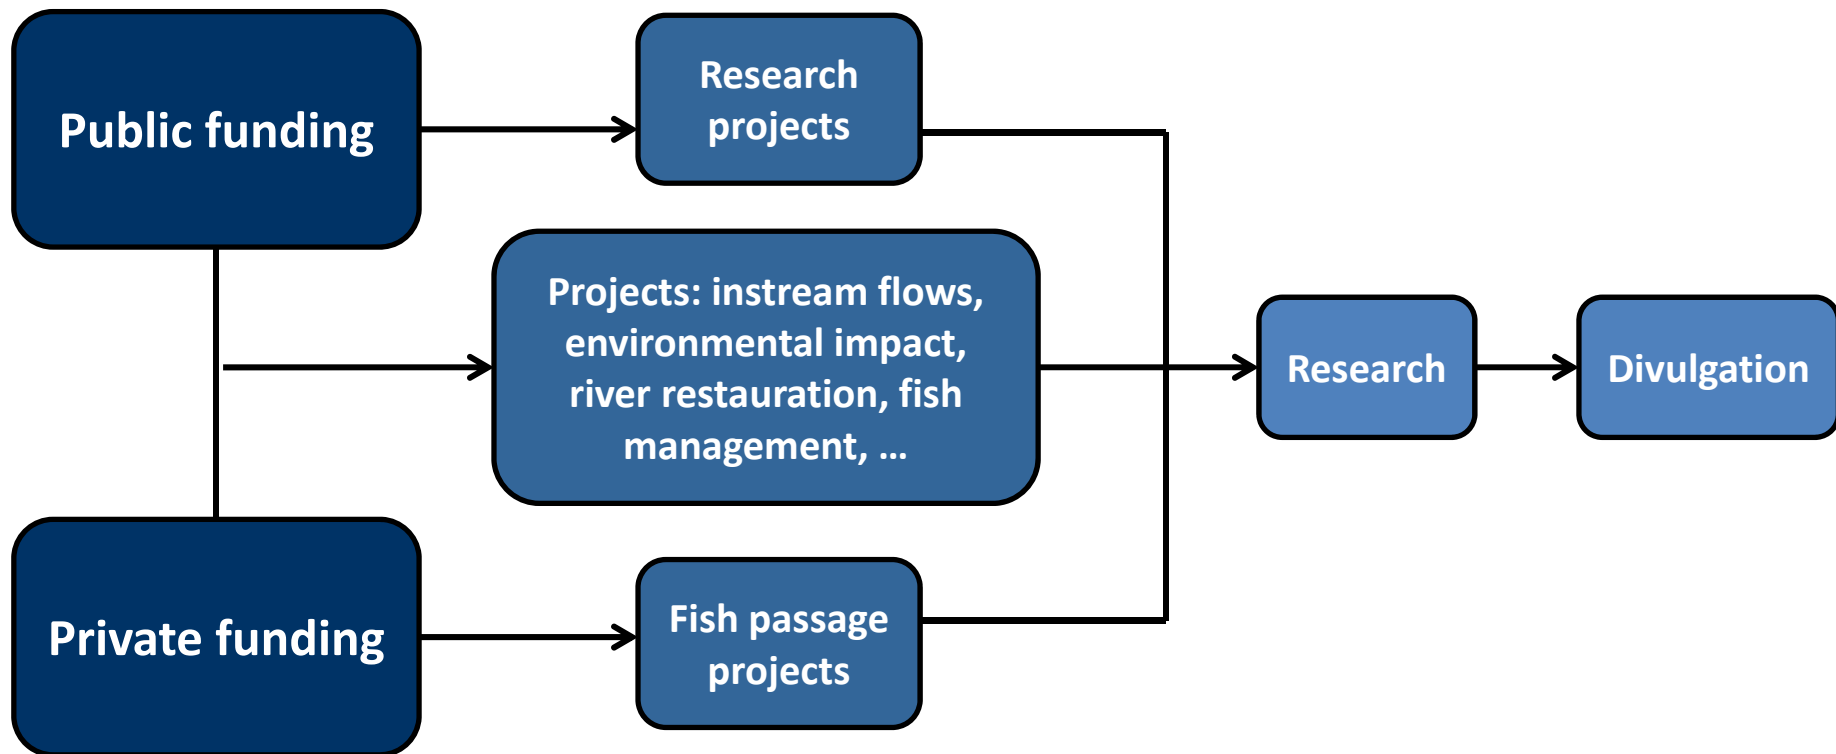 Public funding
Research
projects
Projects: instream flows,
environmental impact,
river restauration, fish
management, ...
Research
Divulgation
Private funding
Fish passage
projects